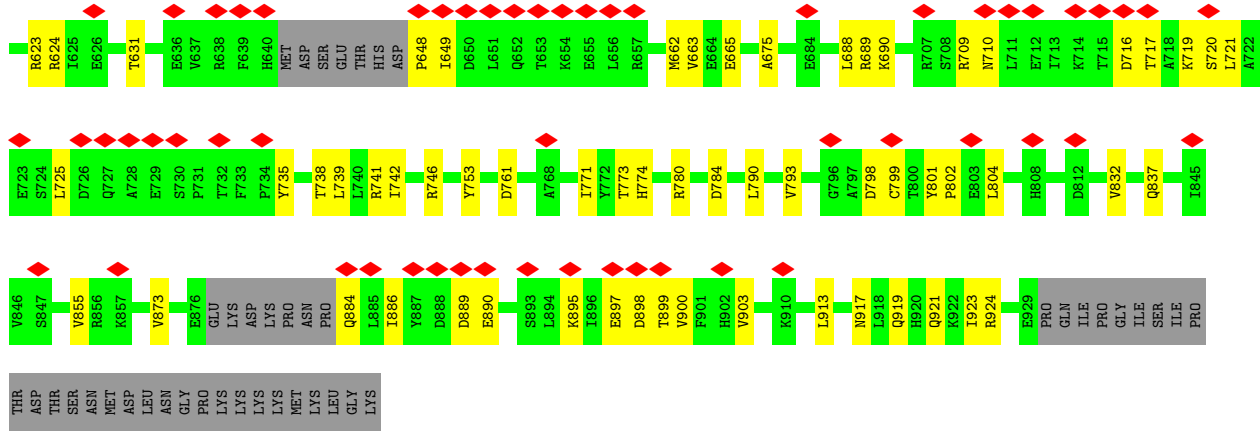 R623 R624 I625 E626 T631 E636 V637 R638 F639 H640 MET ASP SER GLU THR HIS ASP P648 I649 D650 L651 Q652 T653 K654 E655 L656 R657 M662 V663 E664 E665 A675 E684 L688 R689 K690 R707 S708 R709 N710 L711 E712 I713 K714 T715 D716 T717 A718 K719 S720 L721 A722
E723 S724 L725 D726 Q727 A728 E729 S730 P731 T732 F733 P734 Y735 T738 L739 L740 R741 I742 R746 Y753 D761 A768 I771 Y772 T773 H774 R780 D784 L790 V793 G796 A797 D798 C799 T800 Y801 P802 E803 L804 H808 D812 V832 Q837 I845
V846 S847 V855 R856 K857 V873 E876 GLU LYS ASP LYS PRO ASN PRO Q884 L885 I886 Y887 D888 D889 E890 S893 L894 K895 I896 E897 D898 T899 V900 F901 H902 V903 K910 L913 N917 L918 Q919 H920 Q921 K922 I923 R924 E929 PRO GLN ILE PRO GLY ILE SER ILE PRO
THR ASP THR SER ASN MET ASP LEU ASN GLY PRO LYS LYS LYS LYS MET LYS LEU GLY LYS